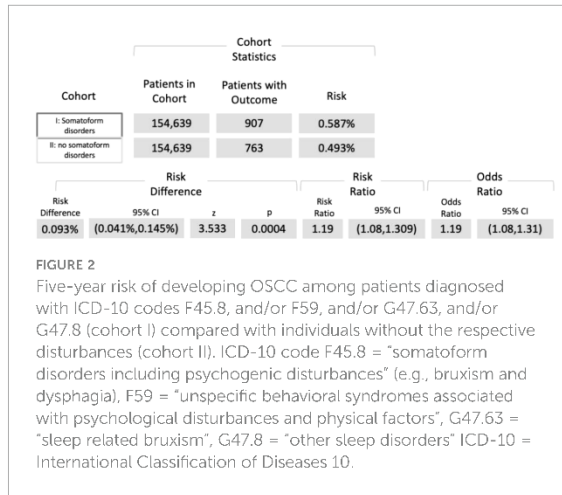 Cohort
Statistics
Cohort
Patients in
Cohort
Patients with
Outcome
Risk
I: Somatoform
disorders
154,639
907
0.587%
II: no somatoform
disorders
154,639
763
0.493%
Risk
Difference
Risk
Ratio
Odds
Ratio
Risk
Difference
95% CI
z
p
Risk
Ratio
95% CI
Odds
Ratio
95% CI
0.093%
(0.041%,0.145%)
3.533
0.0004
1.19
(1.08,1.309)
1.19
(1.08,1.31)
FIGURE 2
Five-year risk of developing OSCC among patients diagnosed
with ICD-10 codes F45.8, and/or F59, and/or G47.63, and/or
G47.8 (cohort I) compared with individuals without the respective
disturbances (cohort II). ICD-10 code F45.8 = “somatoform
disorders including psychogenic disturbances” (e.g., bruxism and
dysphagia), F59 = “unspecific behavioral syndromes associated
with psychological disturbances and physical factors”, G47.63 =
“sleep related bruxism”, G47.8 = “other sleep disorders” ICD-10 =
International Classification of Diseases 10.